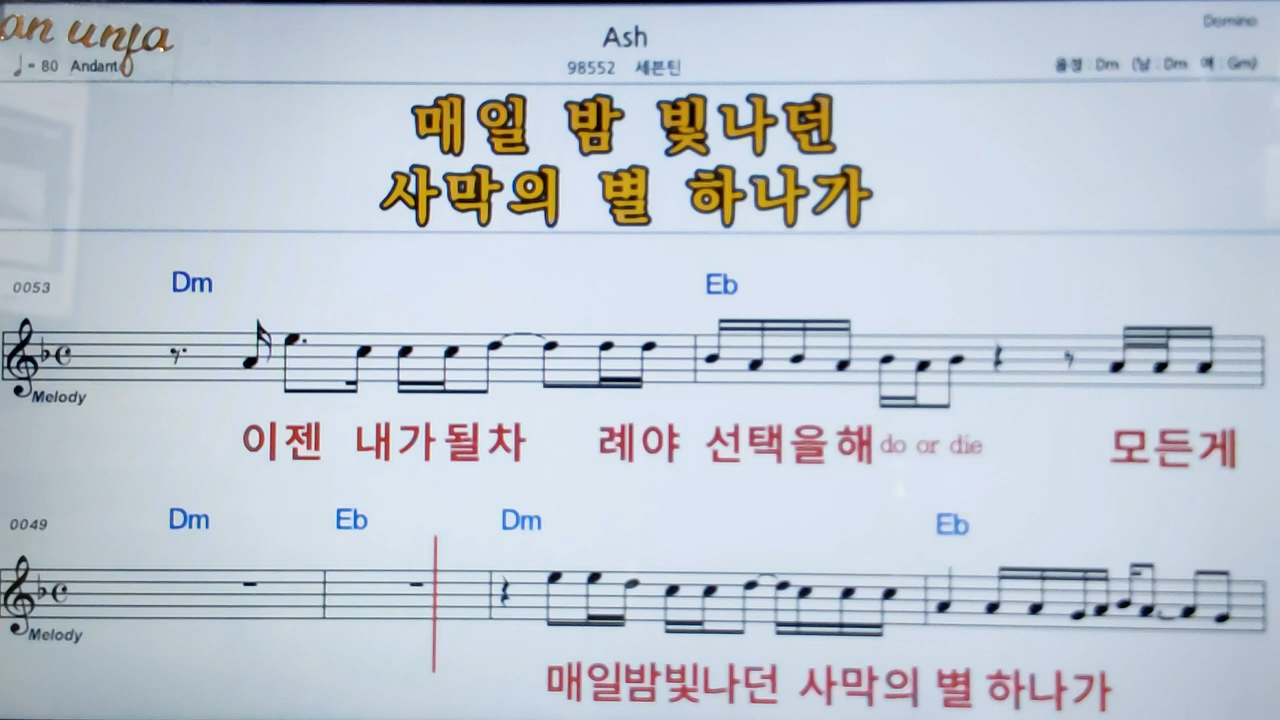 an unfa
Ash
Domino
♩= 80 Andant
98552 세븐틴
음정 : Dm (남 : Dm 여 : Gm)
매일 밤 빛나던
사막의 별 하나가
0053 Dm Eb
Melody
이젠 내가될차 례야 선택을해 do or die 모든게
0049 Dm Eb Dm Eb
Melody
매일밤빛나던 사막의 별 하나가